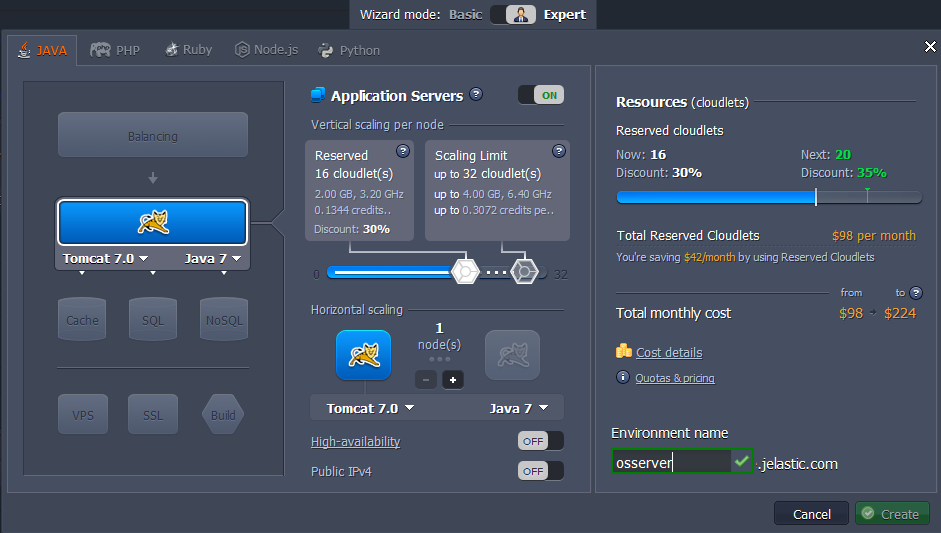 Wizard mode: Basic Expert
JAVA PHP Ruby Node.js Python
Balancing
Tomcat 7.0 Java 7
Cache SQL NoSQL
VPS SSL Build
Application Servers ? ON
Vertical scaling per node
Reserved ?
16 cloudlet(s)
2.00 GB, 3.20 GHz
0.1344 credits..
Discount: 30%
Scaling Limit ?
up to 32 cloudlet(s)
up to 4.00 GB, 6.40 GHz
up to 0.3072 credits pe..
0 32
Horizontal scaling
1
node(s)
- +
Tomcat 7.0 Java 7
High-availability OFF
Public IPv4 OFF
Resources (cloudlets)
Reserved cloudlets
Now: 16 Next: 20
Discount: 30% Discount: 35%
Total Reserved Cloudlets $98 per month
You're saving $42/month by using Reserved Cloudlets
from to ?
Total monthly cost $98 $224
Cost details
Quotas & pricing
Environment name
osserver .jelastic.com
Cancel Create